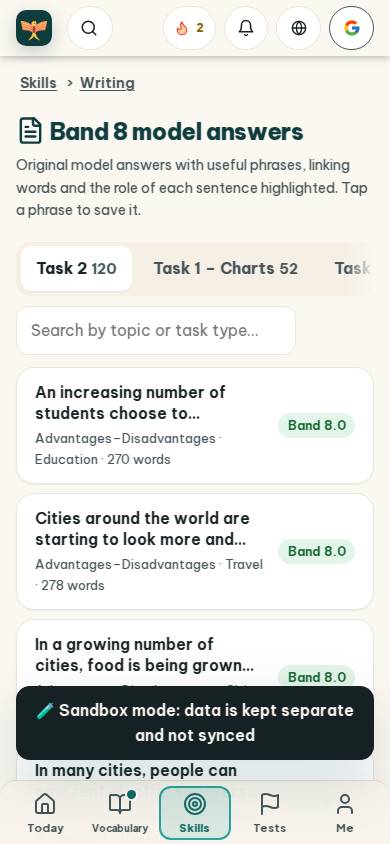 2
Skills > Writing
Band 8 model answers
Original model answers with useful phrases, linking
words and the role of each sentence highlighted. Tap
a phrase to save it.
Task 2 120
Task 1 – Charts 52
Task
Search by topic or task type...
An increasing number of
students choose to...
Advantages–Disadvantages ·
Education · 270 words
Band 8.0
Cities around the world are
starting to look more and...
Advantages–Disadvantages · Travel
· 278 words
Band 8.0
In a growing number of
cities, food is being grown...
Band 8.0
🧪 Sandbox mode: data is kept separate
and not synced
In many cities, people can
Today
Vocabulary
Skills
Tests
Me